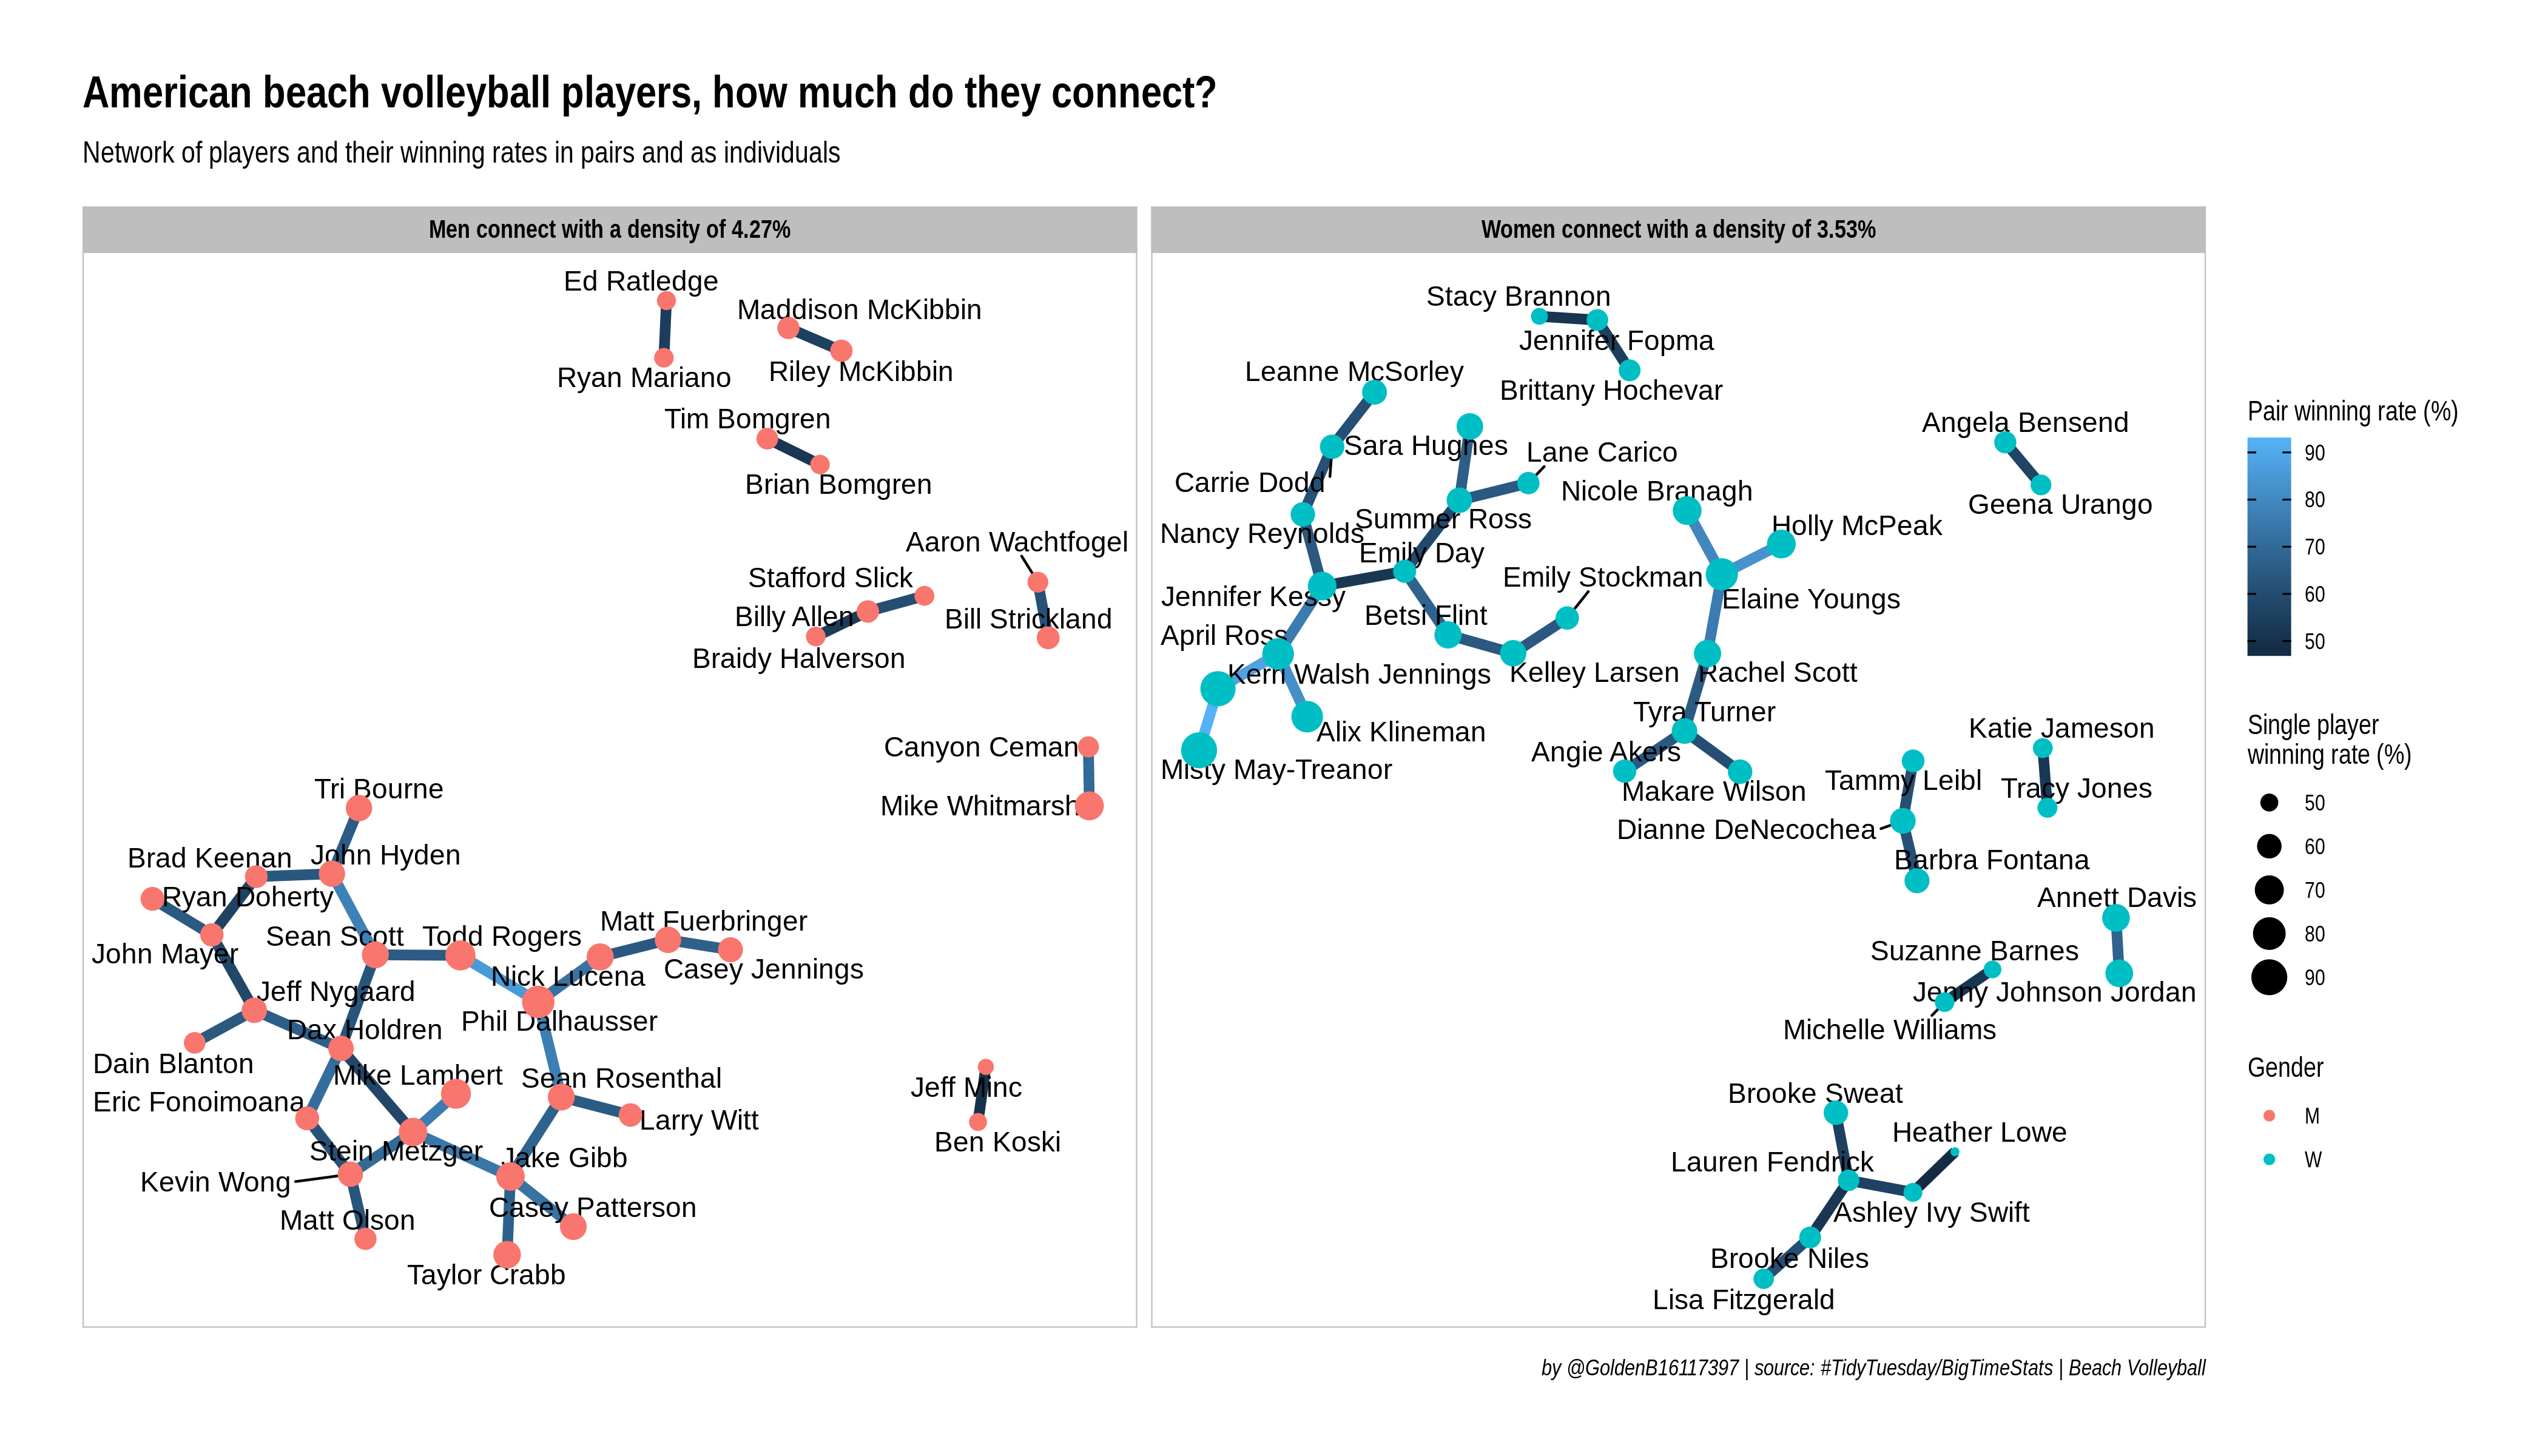 American beach volleyball players, how much do they connect?
Network of players and their winning rates in pairs and as individuals
Men connect with a density of 4.27%
Ed Ratledge
Maddison McKibbin
Ryan Mariano
Riley McKibbin
Tim Bomgren
Brian Bomgren
Aaron Wachtfogel
Stafford Slick
Billy Allen
Bill Strickland
Braidy Halverson
Canyon Ceman
Mike Whitmarsh
Tri Bourne
Brad Keenan
John Hyden
Ryan Doherty
Matt Fuerbringer
Sean Scott
Todd Rogers
John Mayer
Casey Jennings
Nick Lucena
Jeff Nygaard
Phil Dalhausser
Dax Holdren
Dain Blanton
Mike Lambert
Sean Rosenthal
Jeff Minc
Eric Fonoimoana
Larry Witt
Ben Koski
Stein Metzger
Jake Gibb
Kevin Wong
Casey Patterson
Matt Olson
Taylor Crabb
Women connect with a density of 3.53%
Stacy Brannon
Jennifer Fopma
Leanne McSorley
Brittany Hochevar
Angela Bensend
Sara Hughes
Lane Carico
Carrie Dodd
Nicole Branagh
Geena Urango
Summer Ross
Holly McPeak
Nancy Reynolds
Emily Day
Emily Stockman
Jennifer Kessy
Elaine Youngs
Betsi Flint
April Ross
Kerri Walsh Jennings
Kelley Larsen
Rachel Scott
Tyra Turner
Alix Klineman
Katie Jameson
Angie Akers
Misty May-Treanor
Tammy Leibl
Tracy Jones
Makare Wilson
Dianne DeNecochea
Barbra Fontana
Annett Davis
Suzanne Barnes
Jenny Johnson Jordan
Michelle Williams
Brooke Sweat
Heather Lowe
Lauren Fendrick
Ashley Ivy Swift
Brooke Niles
Lisa Fitzgerald
Pair winning rate (%)
90
80
70
60
50
Single player
winning rate (%)
50
60
70
80
90
Gender
M
W
by @GoldenB16117397 | source: #TidyTuesday/BigTimeStats | Beach Volleyball